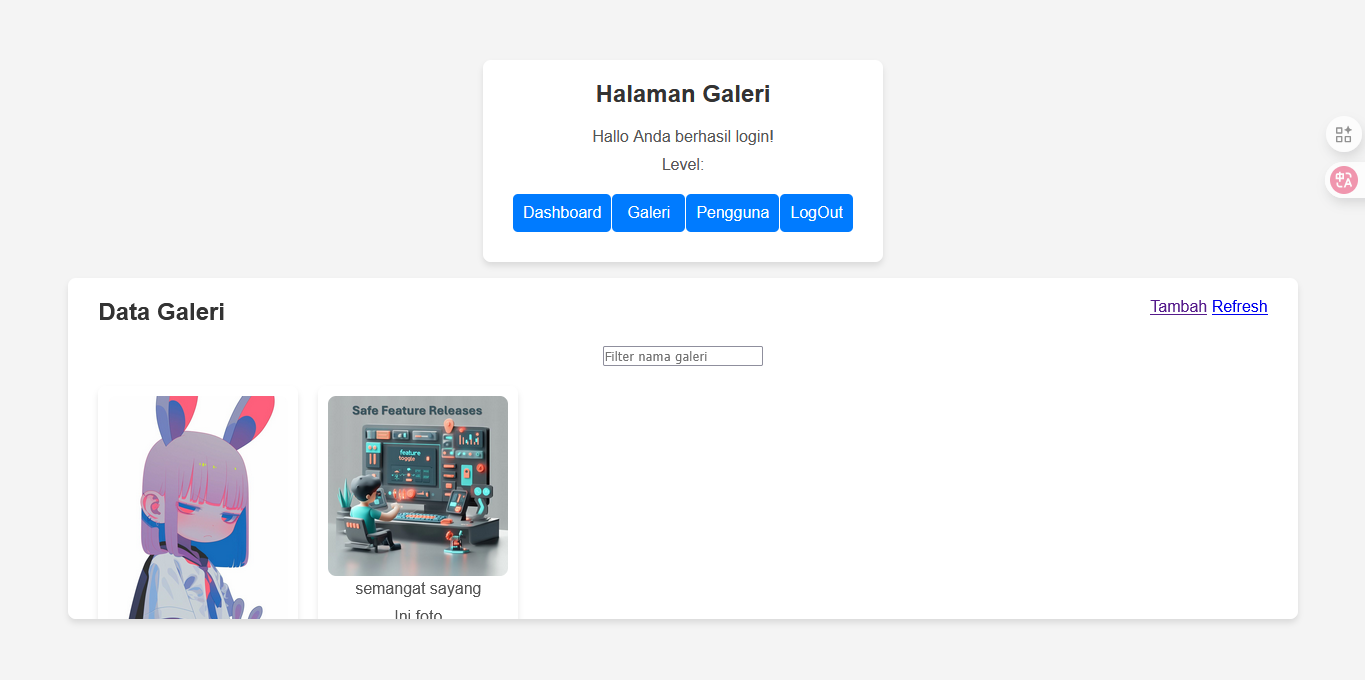 Halaman Galeri
Hallo Anda berhasil login!
Level:
Dashboard Galeri Pengguna LogOut
Data Galeri
Tambah Refresh
Filter nama galeri
Safe Feature Releases
feature
toggle
semangat sayang
Ini foto